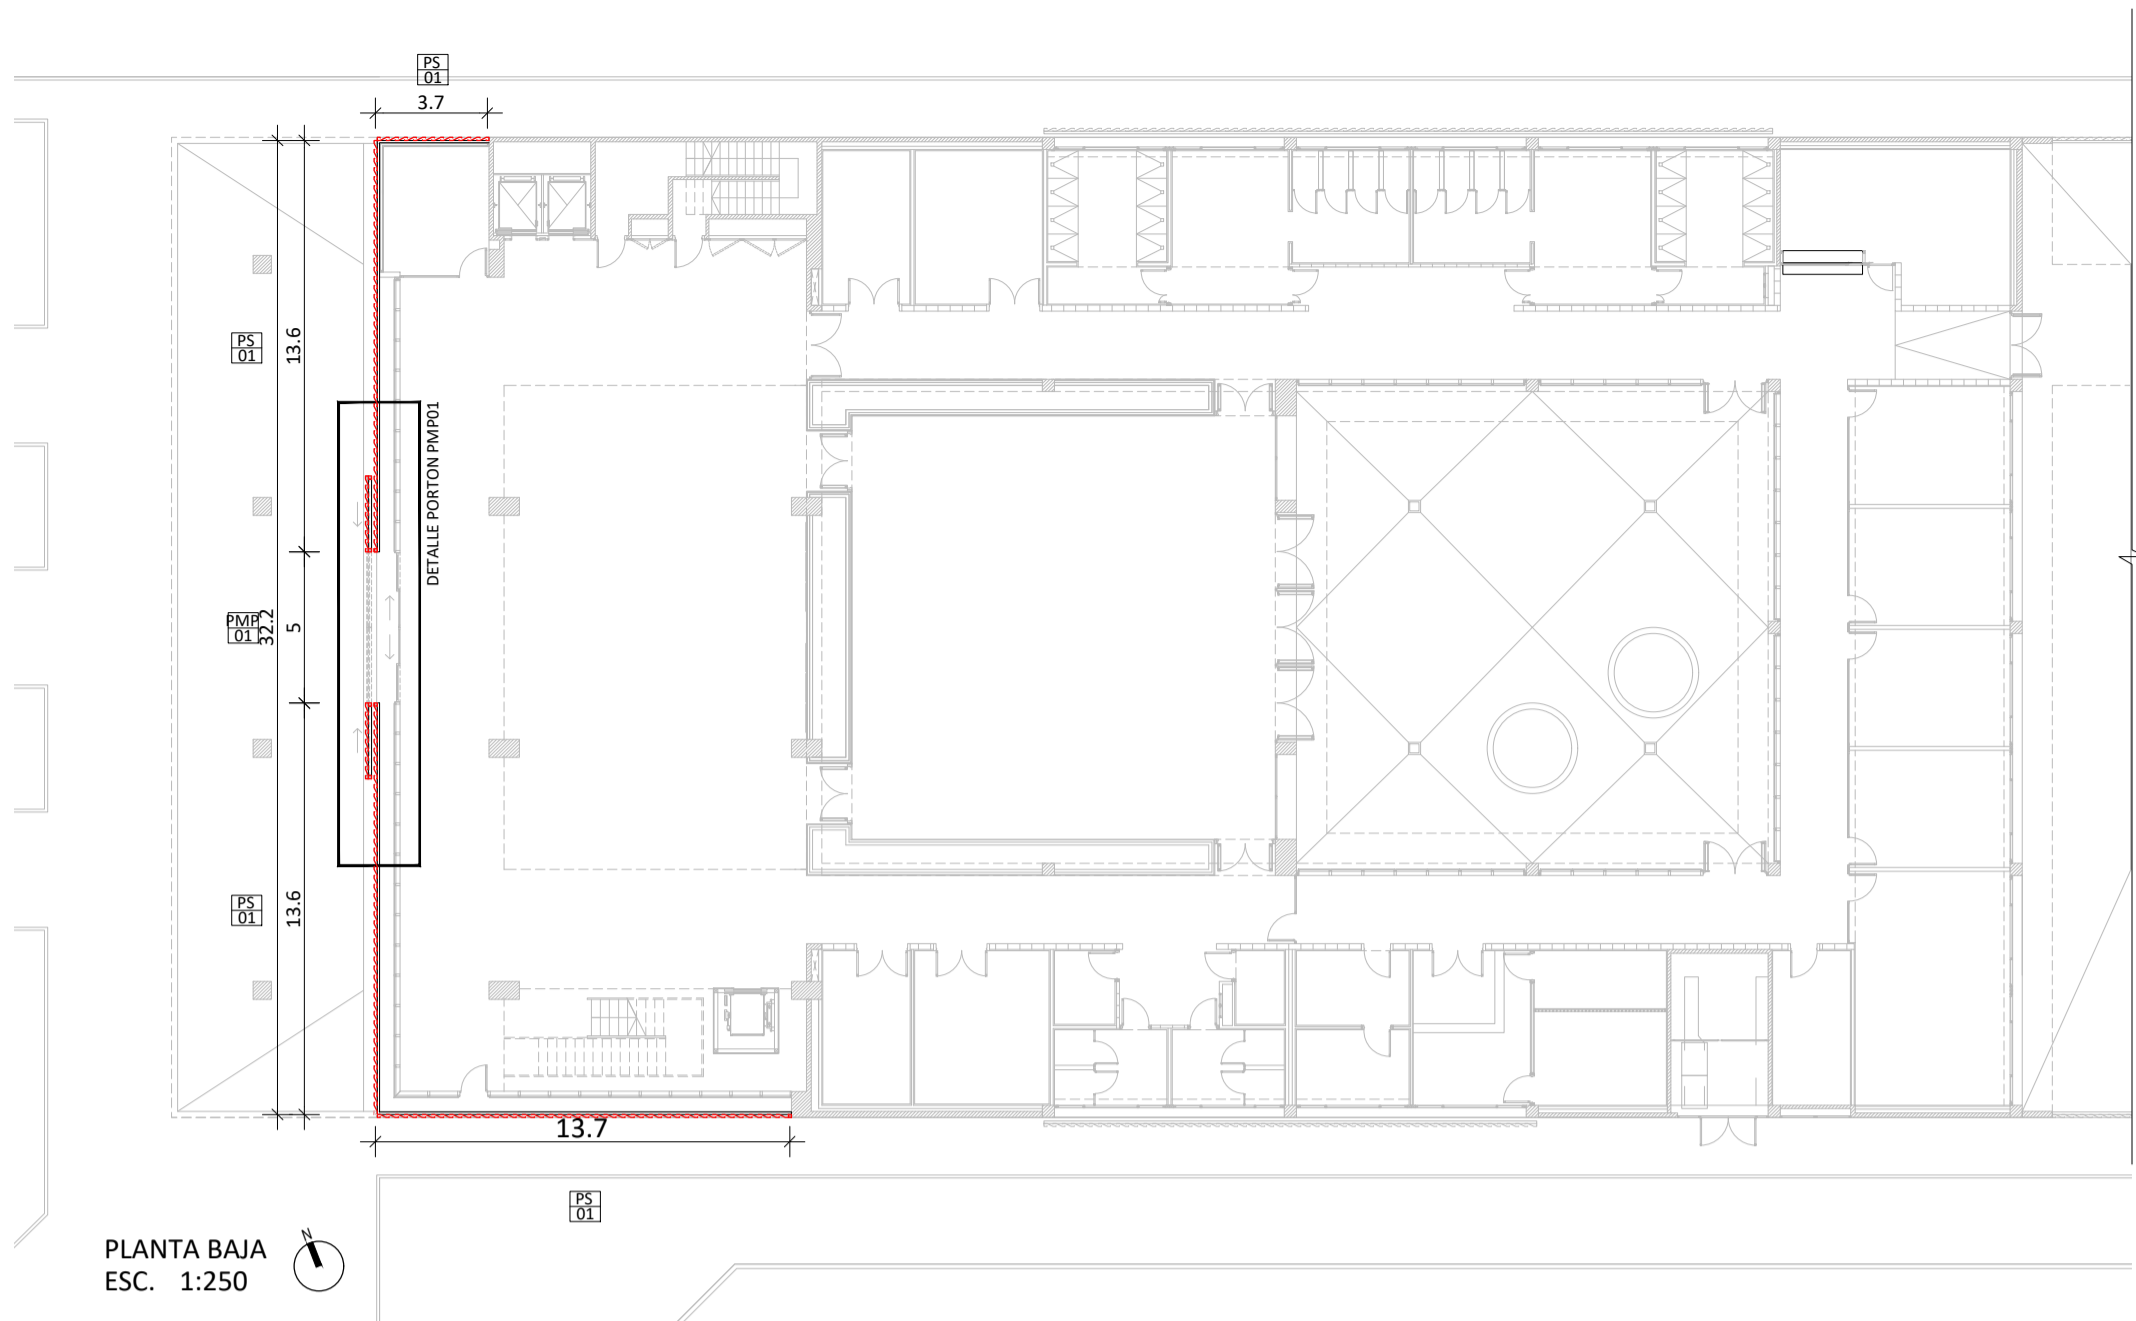 PS
01
3.7
PS
01
13.6
DETALLE PORTON PMP01
PMP
01
32.2
5
PS
01
13.6
13.7
PS
01
PLANTA BAJA
ESC. 1:250
N